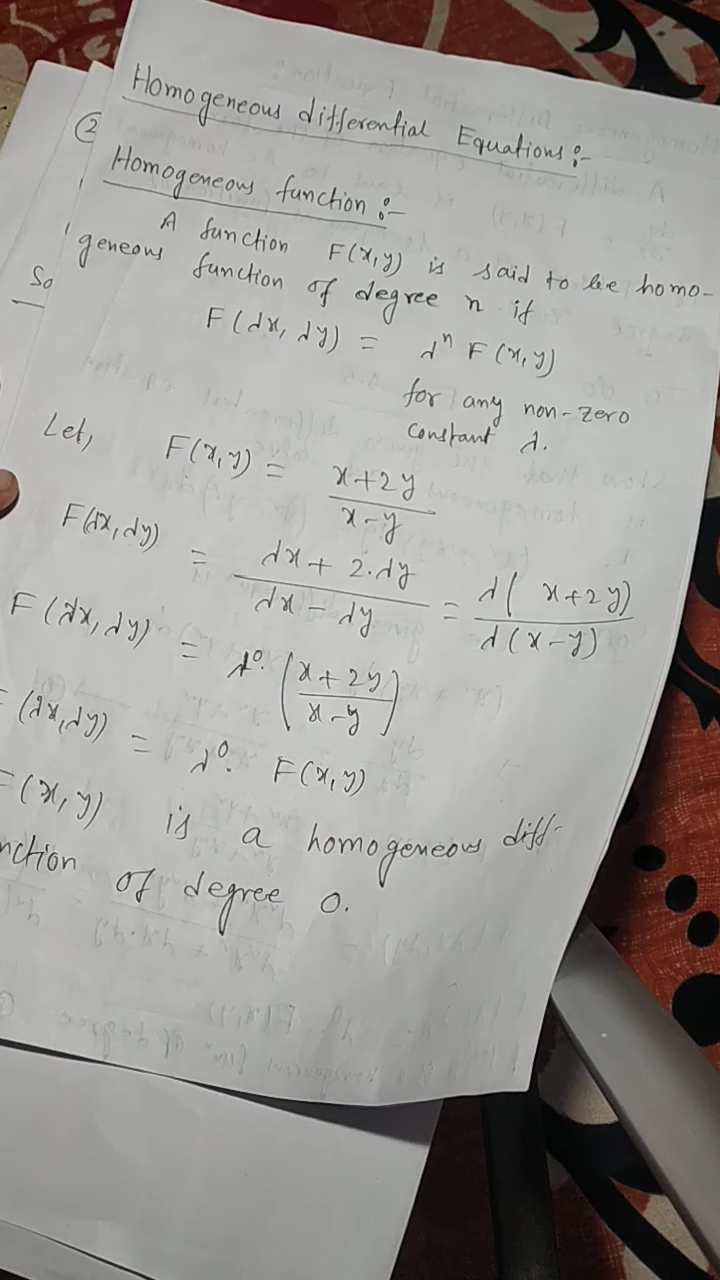 Homogeneous differential Equations :-
Homogeneous function :-
A function F(x,y) is said to be homo-
geneous function of degree n if
F(λx, λy) = λⁿ F(x,y)
for any non-zero
constant λ.
Let, F(x,y) = (x+2y)/(x-y)
F(λx, λy) = (λx + 2.λy)/(λx - λy) = λ(x+2y)/λ(x-y)
F(λx, λy) = λ⁰. ((x+2y)/(x-y))
(λx, λy) = λ⁰. F(x,y)
F(x,y) is a homogeneous diff-
nction of degree 0.
2
So